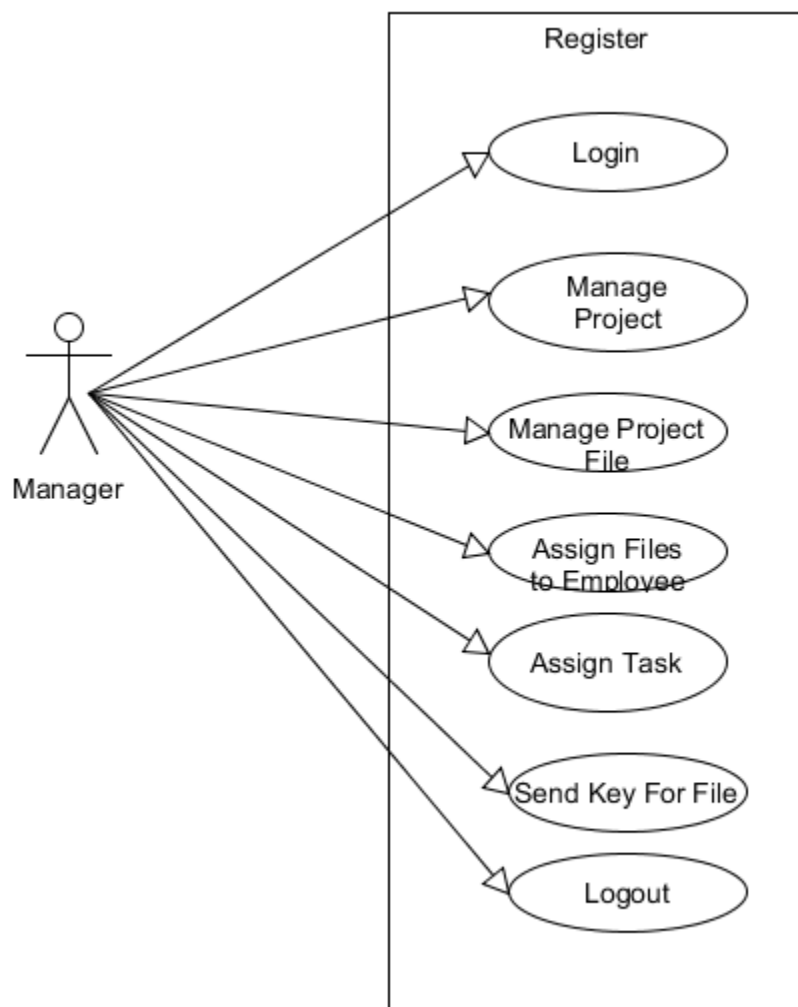 Register
Login
Manage
Project
Manager
Manage Project
File
Assign Files
to Employee
Assign Task
Send Key For File
Logout